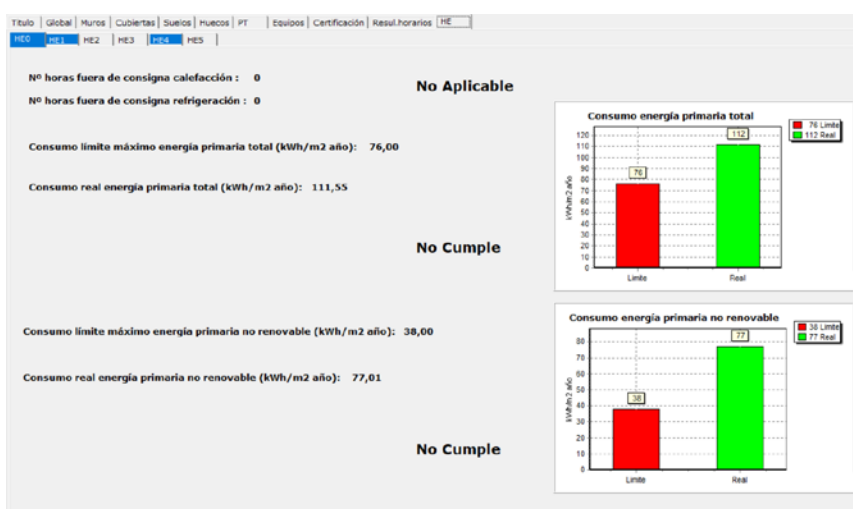 Titulo Global Muros Cubiertas Suelos Huecos PT Equipos Certificación Resul.horarios HE
HE0 HE1 HE2 HE3 HE4 HE5
Nº horas fuera de consigna calefacción : 0
No Aplicable
Nº horas fuera de consigna refrigeración : 0
Consumo límite máximo energía primaria total (kWh/m2 año): 76,00
Consumo real energía primaria total (kWh/m2 año): 111,55
No Cumple
Consumo energía primaria total
76 Limite
112 Real
kWh/m2 año
120
110
100
90
80
70
60
50
40
30
20
10
0
76
112
Limite Real
Consumo límite máximo energía primaria no renovable (kWh/m2 año): 38,00
Consumo real energía primaria no renovable (kWh/m2 año): 77,01
No Cumple
Consumo energía primaria no renovable
38 Limite
77 Real
kWh/m2 año
80
70
60
50
40
30
20
10
0
38
77
Limite Real